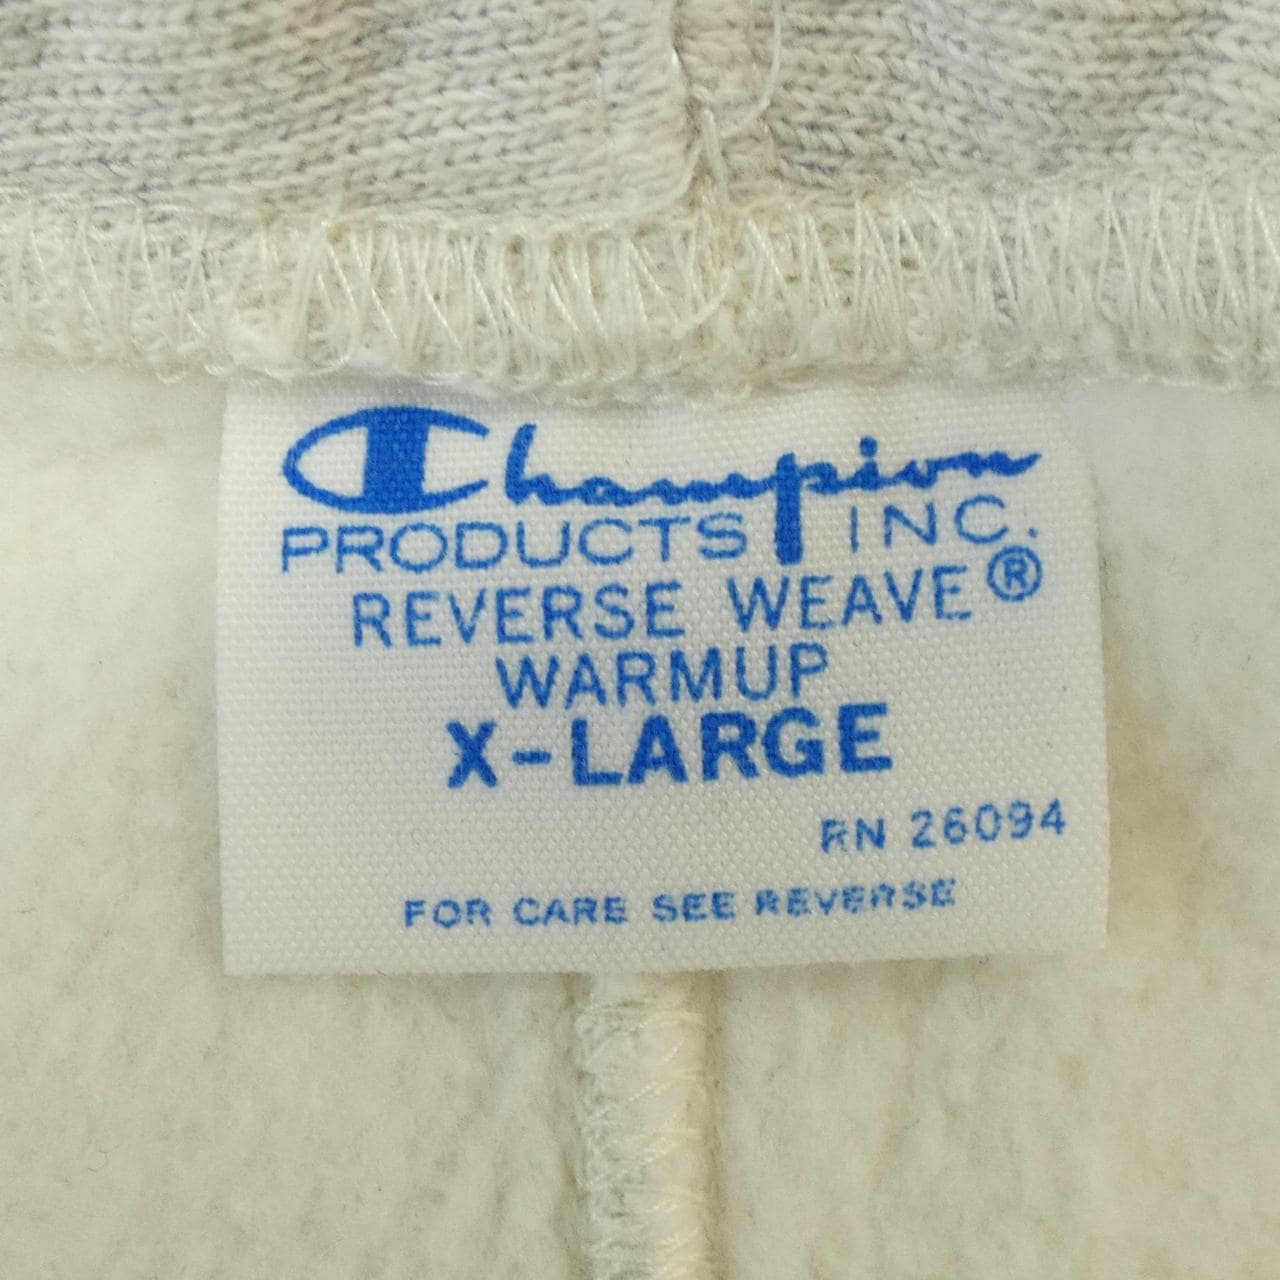 Champion
PRODUCTS INC.
REVERSE WEAVE®
WARMUP
X-LARGE
RN 26094
FOR CARE SEE REVERSE